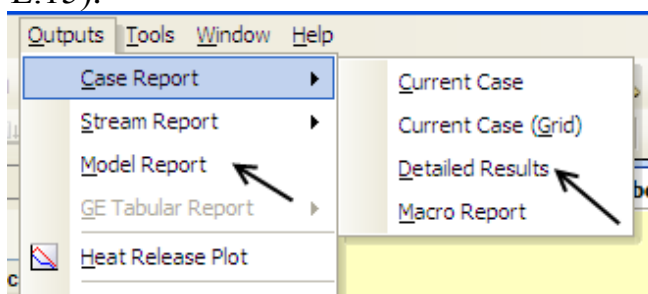 E.15).
Outputs Tools Window Help
Case Report
Stream Report
Model Report
GE Tabular Report
Heat Release Plot
Current Case
Current Case (Grid)
Detailed Results
Macro Report